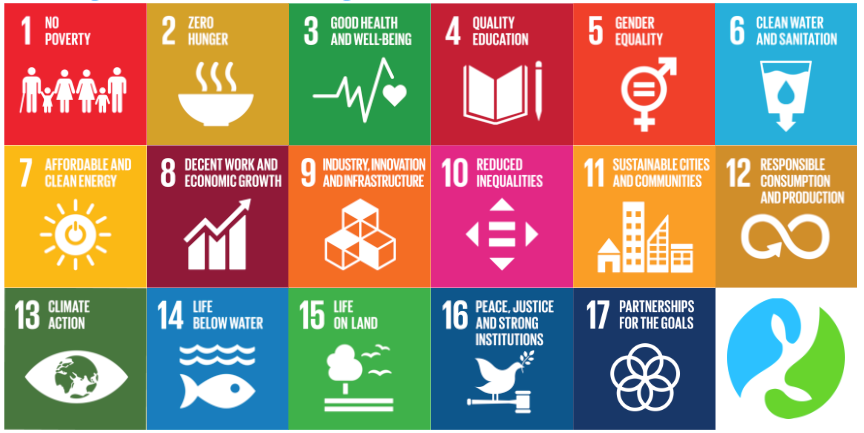 1 NO
POVERTY
2 ZERO
HUNGER
3 GOOD HEALTH
AND WELL-BEING
4 QUALITY
EDUCATION
5 GENDER
EQUALITY
6 CLEAN WATER
AND SANITATION
7 AFFORDABLE AND
CLEAN ENERGY
8 DECENT WORK AND
ECONOMIC GROWTH
9 INDUSTRY, INNOVATION
AND INFRASTRUCTURE
10 REDUCED
INEQUALITIES
11 SUSTAINABLE CITIES
AND COMMUNITIES
12 RESPONSIBLE
CONSUMPTION
AND PRODUCTION
13 CLIMATE
ACTION
14 LIFE
BELOW WATER
15 LIFE
ON LAND
16 PEACE, JUSTICE
AND STRONG
INSTITUTIONS
17 PARTNERSHIPS
FOR THE GOALS